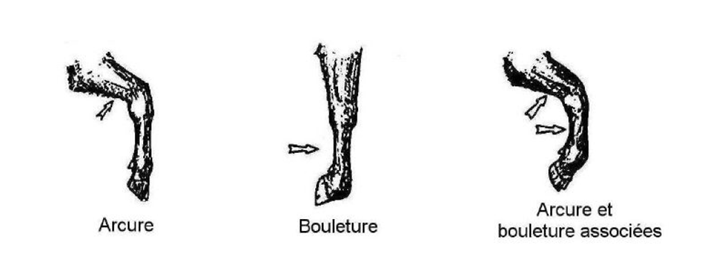 Arcure
Bouleture
Arcure et
bouleture associées